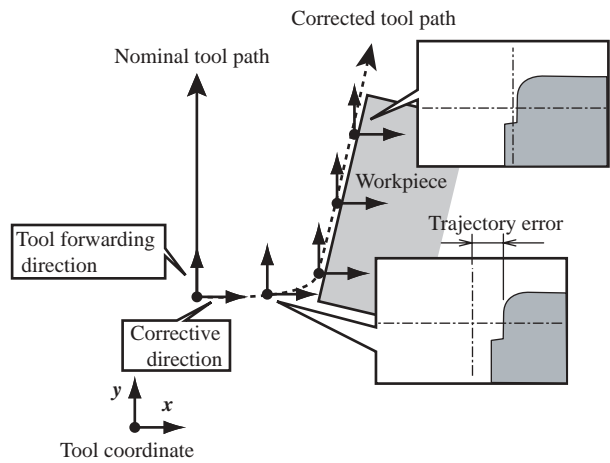 Corrected tool path
Nominal tool path
Workpiece
Trajectory error
Tool forwarding
direction
Corrective
direction
y
x
Tool coordinate